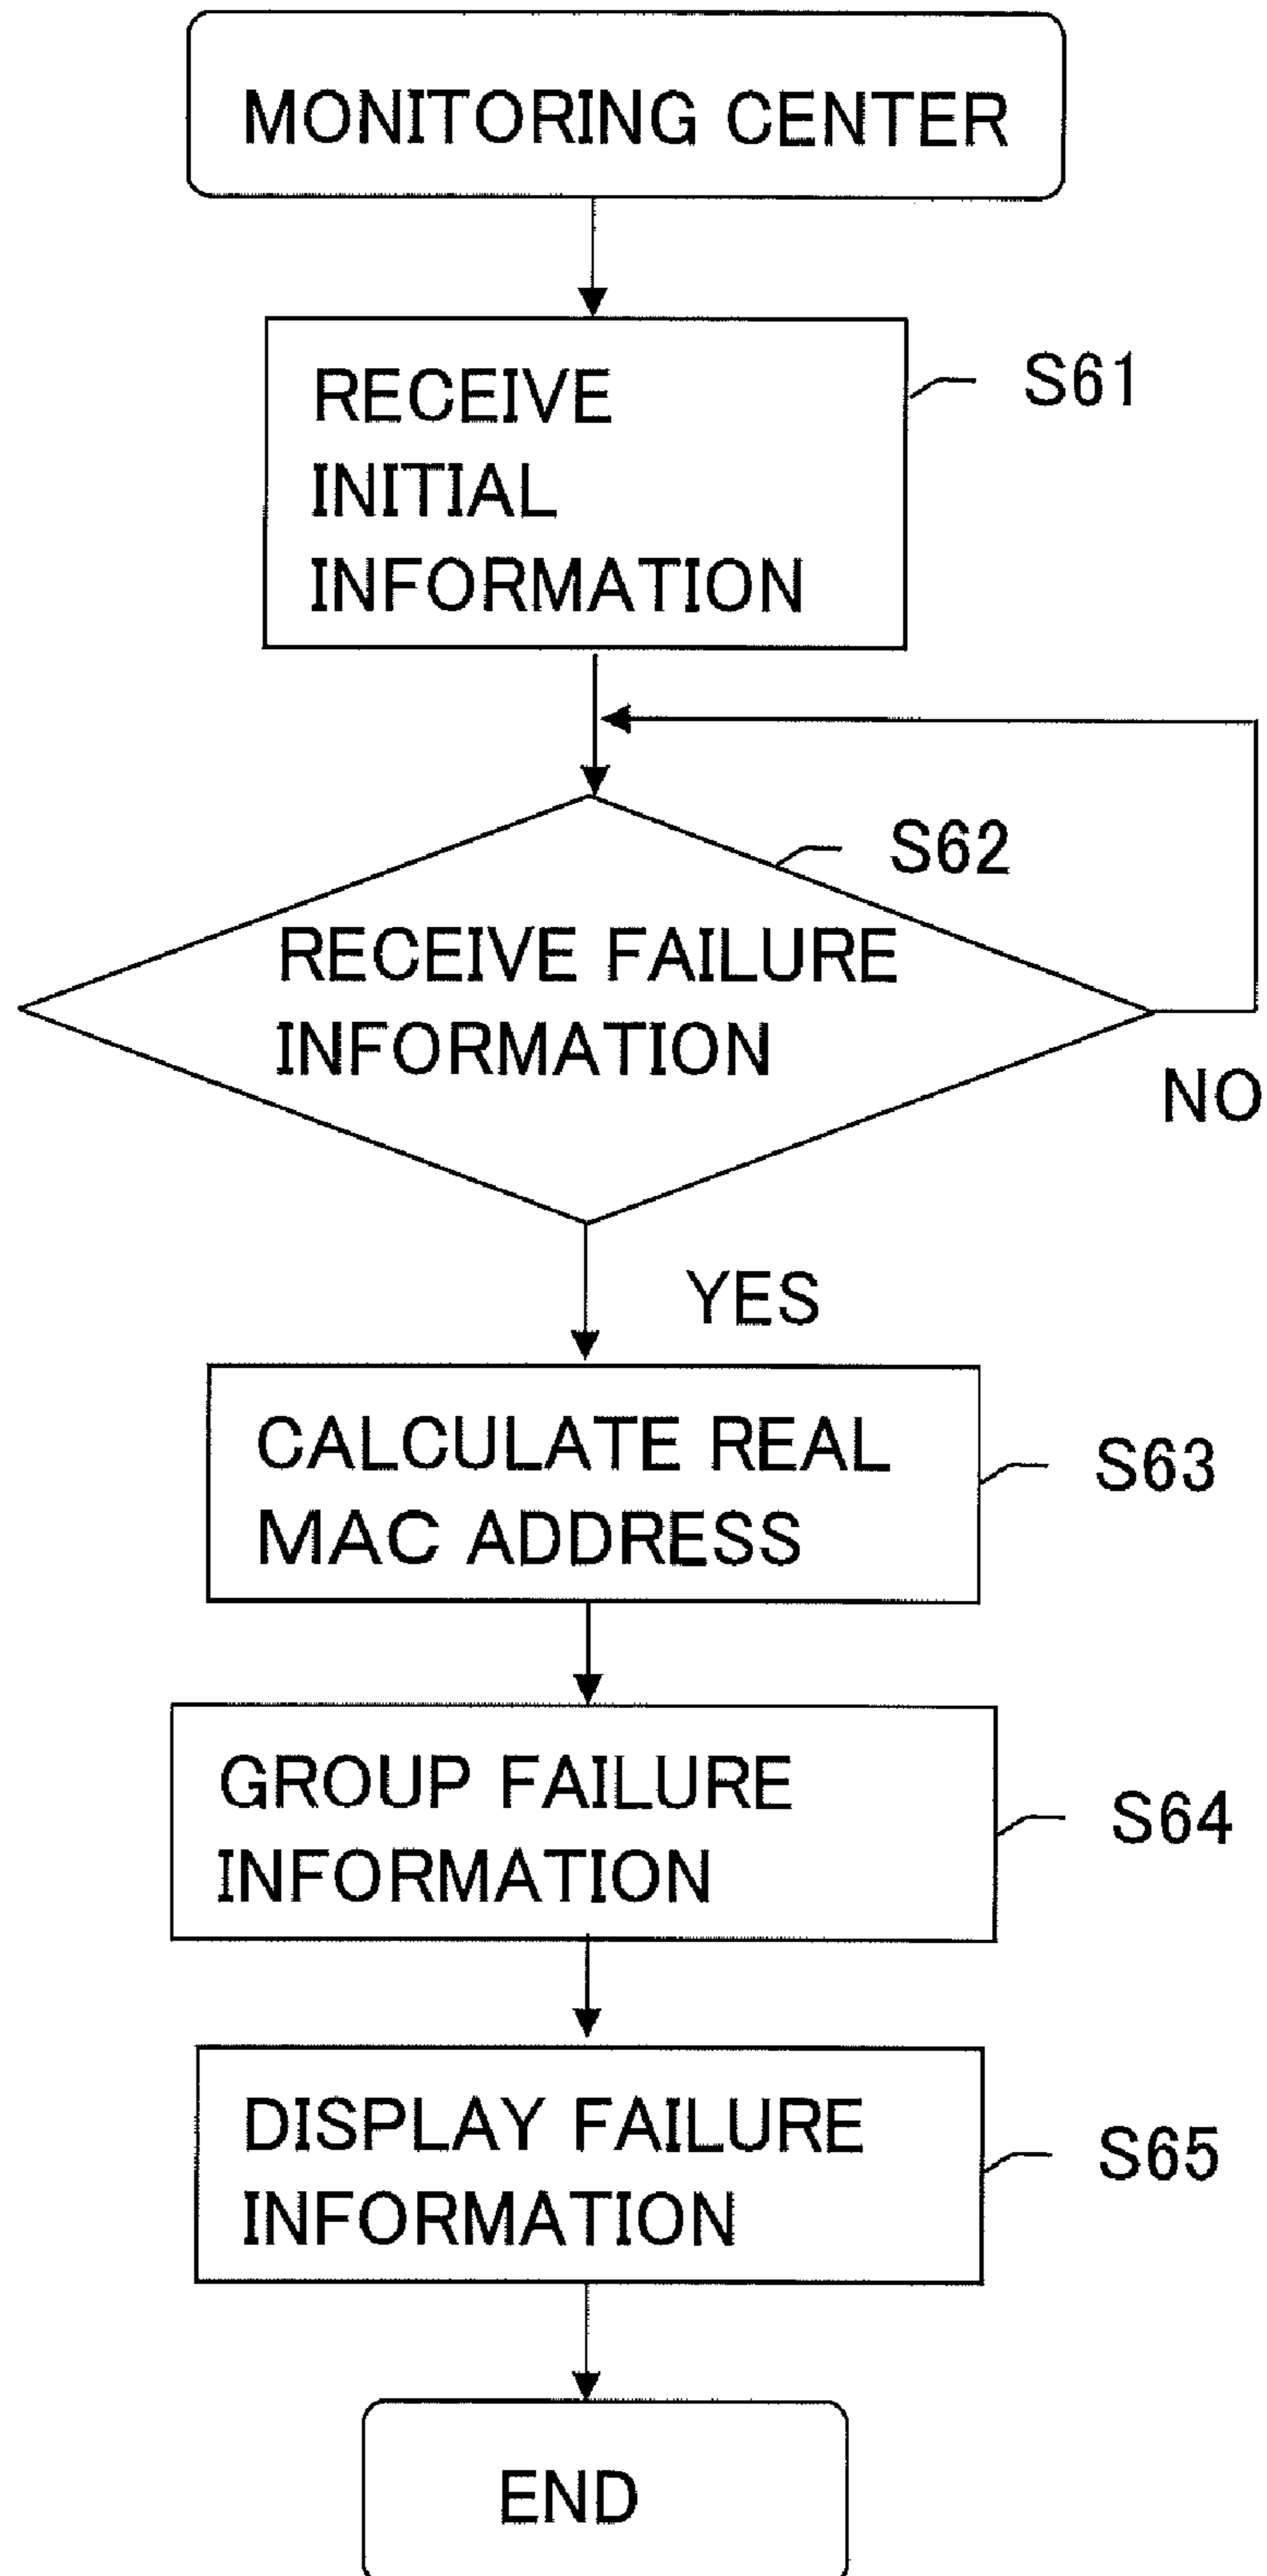 MONITORING CENTER
RECEIVE
INITIAL
INFORMATION
S61
S62
RECEIVE FAILURE
INFORMATION
NO
YES
CALCULATE REAL
MAC ADDRESS
S63
GROUP FAILURE
INFORMATION
S64
DISPLAY FAILURE
INFORMATION
S65
END